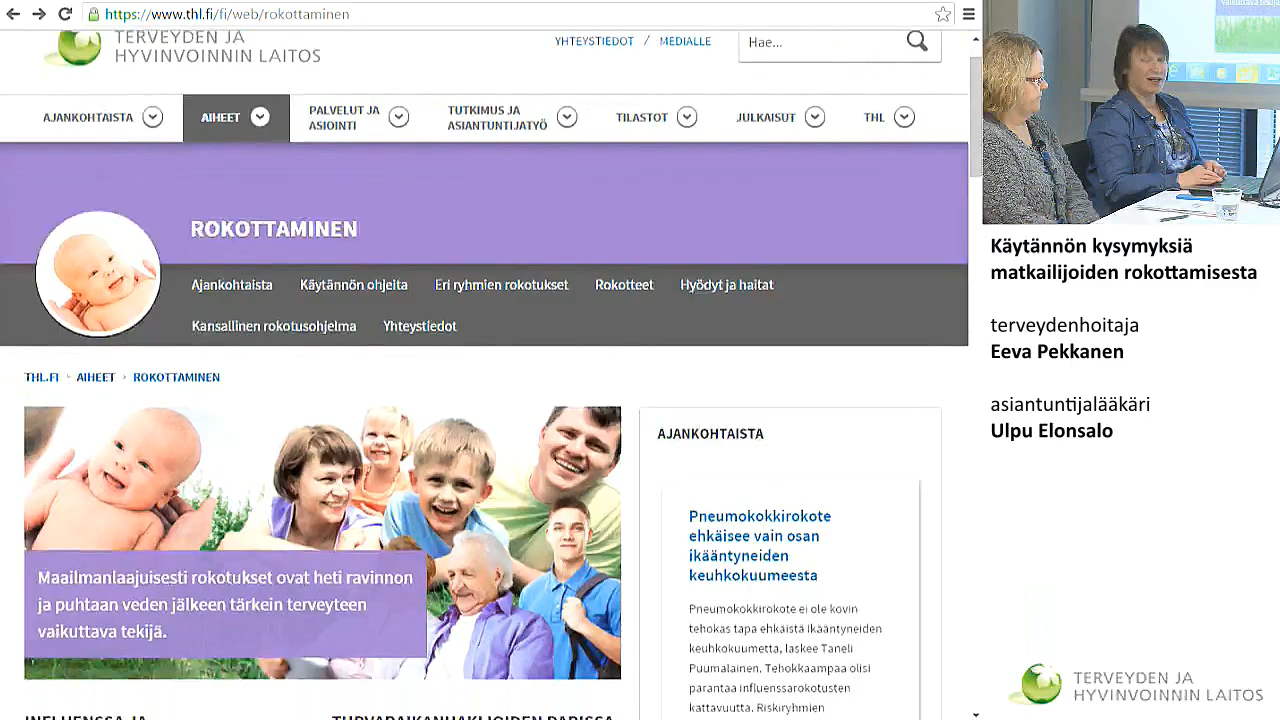 https://www.thl.fi/fi/web/rokottaminen
TERVEYDEN JA
HYVINVOINNIN LAITOS
YHTEYSTIEDOT / MEDIALLE
Hae...
AJANKOHTAISTA
AIHEET
PALVELUT JA
ASIOINTI
TUTKIMUS JA
ASIANTUNTIJATYÖ
TILASTOT
JULKAISUT
THL
ROKOTTAMINEN
Ajankohtaista
Käytännön ohjeita
Eri ryhmien rokotukset
Rokotteet
Hyödyt ja haitat
Kansallinen rokotusohjelma
Yhteystiedot
THL.FI › AIHEET › ROKOTTAMINEN
Maailmanlaajuisesti rokotukset ovat heti ravinnon
ja puhtaan veden jälkeen tärkein terveyteen
vaikuttava tekijä.
INFLUENSSA JA
TURVAPAIKANHAKIJOIDEN PARISSA
AJANKOHTAISTA
Pneumokokkirokote
ehkäisee vain osan
ikääntyneiden
keuhkokuumeesta
Pneumokokkirokote ei ole kovin
tehokas tapa ehkäistä ikääntyneiden
keuhkokuumetta, laskee Taneli
Puumalainen. Tehokkaampaa olisi
parantaa influenssarokotusten
kattavuutta. Riskiryhmien
Käytännön kysymyksiä
matkailijoiden rokottamisesta
terveydenhoitaja
Eeva Pekkanen
asiantuntijalääkäri
Ulpu Elonsalo
TERVEYDEN JA
HYVINVOINNIN LAITOS